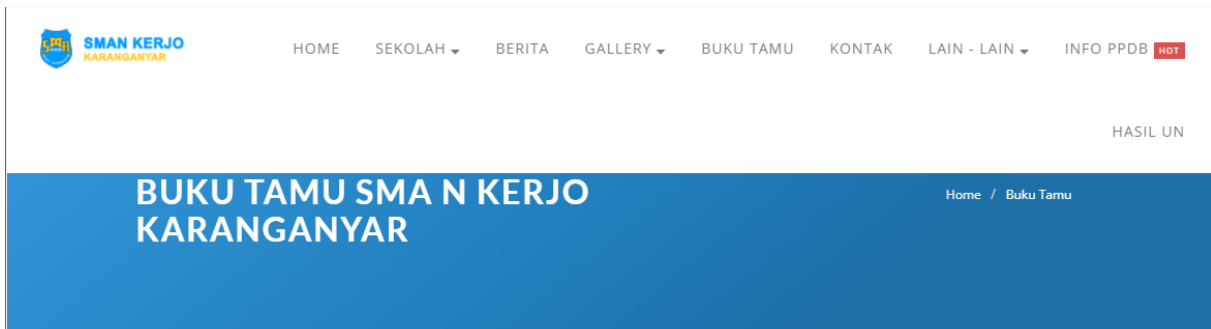 SMA
SMAN KERJO
KARANGANYAR
HOME SEKOLAH BERITA GALLERY BUKU TAMU KONTAK LAIN - LAIN INFO PPDB HOT
HASIL UN
BUKU TAMU SMA N KERJO
KARANGANYAR
Home / Buku Tamu